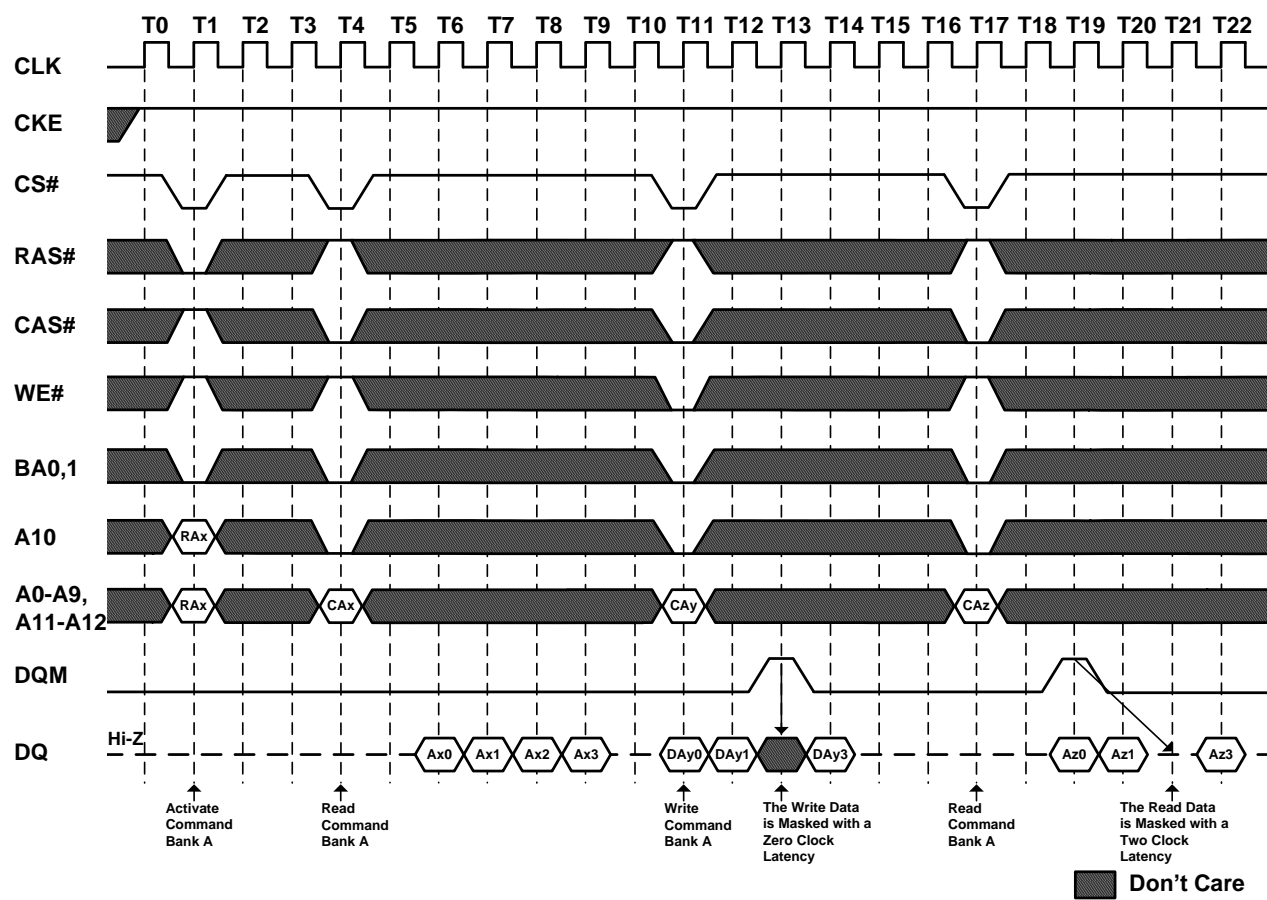 T0 T1 T2 T3 T4 T5 T6 T7 T8 T9 T10 T11 T12 T13 T14 T15 T16 T17 T18 T19 T20 T21 T22
CLK
CKE
CS#
RAS#
CAS#
WE#
BA0,1
A10
RAx
A0-A9,
A11-A12
RAx CAx CAy CAz
DQM
DQ
Hi-Z
Ax0 Ax1 Ax2 Ax3 DAy0 DAy1 DAy3 Az0 Az1 Az3
Activate
Command
Bank A
Read
Command
Bank A
Write
Command
Bank A
The Write Data
is Masked with a
Zero Clock
Latency
Read
Command
Bank A
The Read Data
is Masked with a
Two Clock
Latency
Don't Care